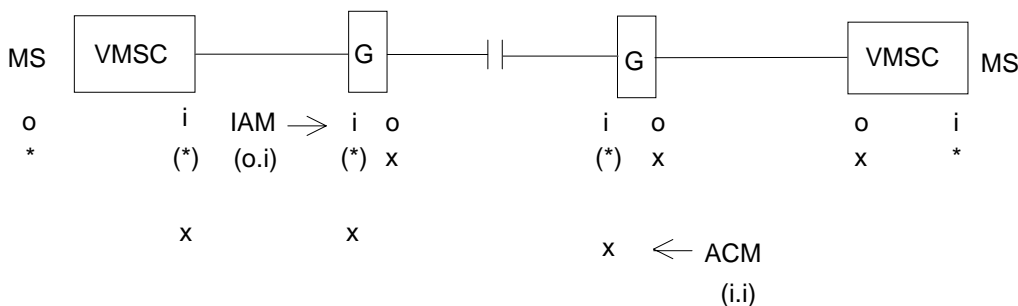 MS VMSC G G VMSC MS
o i IAM i o i o o i
* (*) (o.i) (*) x (*) x x *
x x x ACM
(i.i)